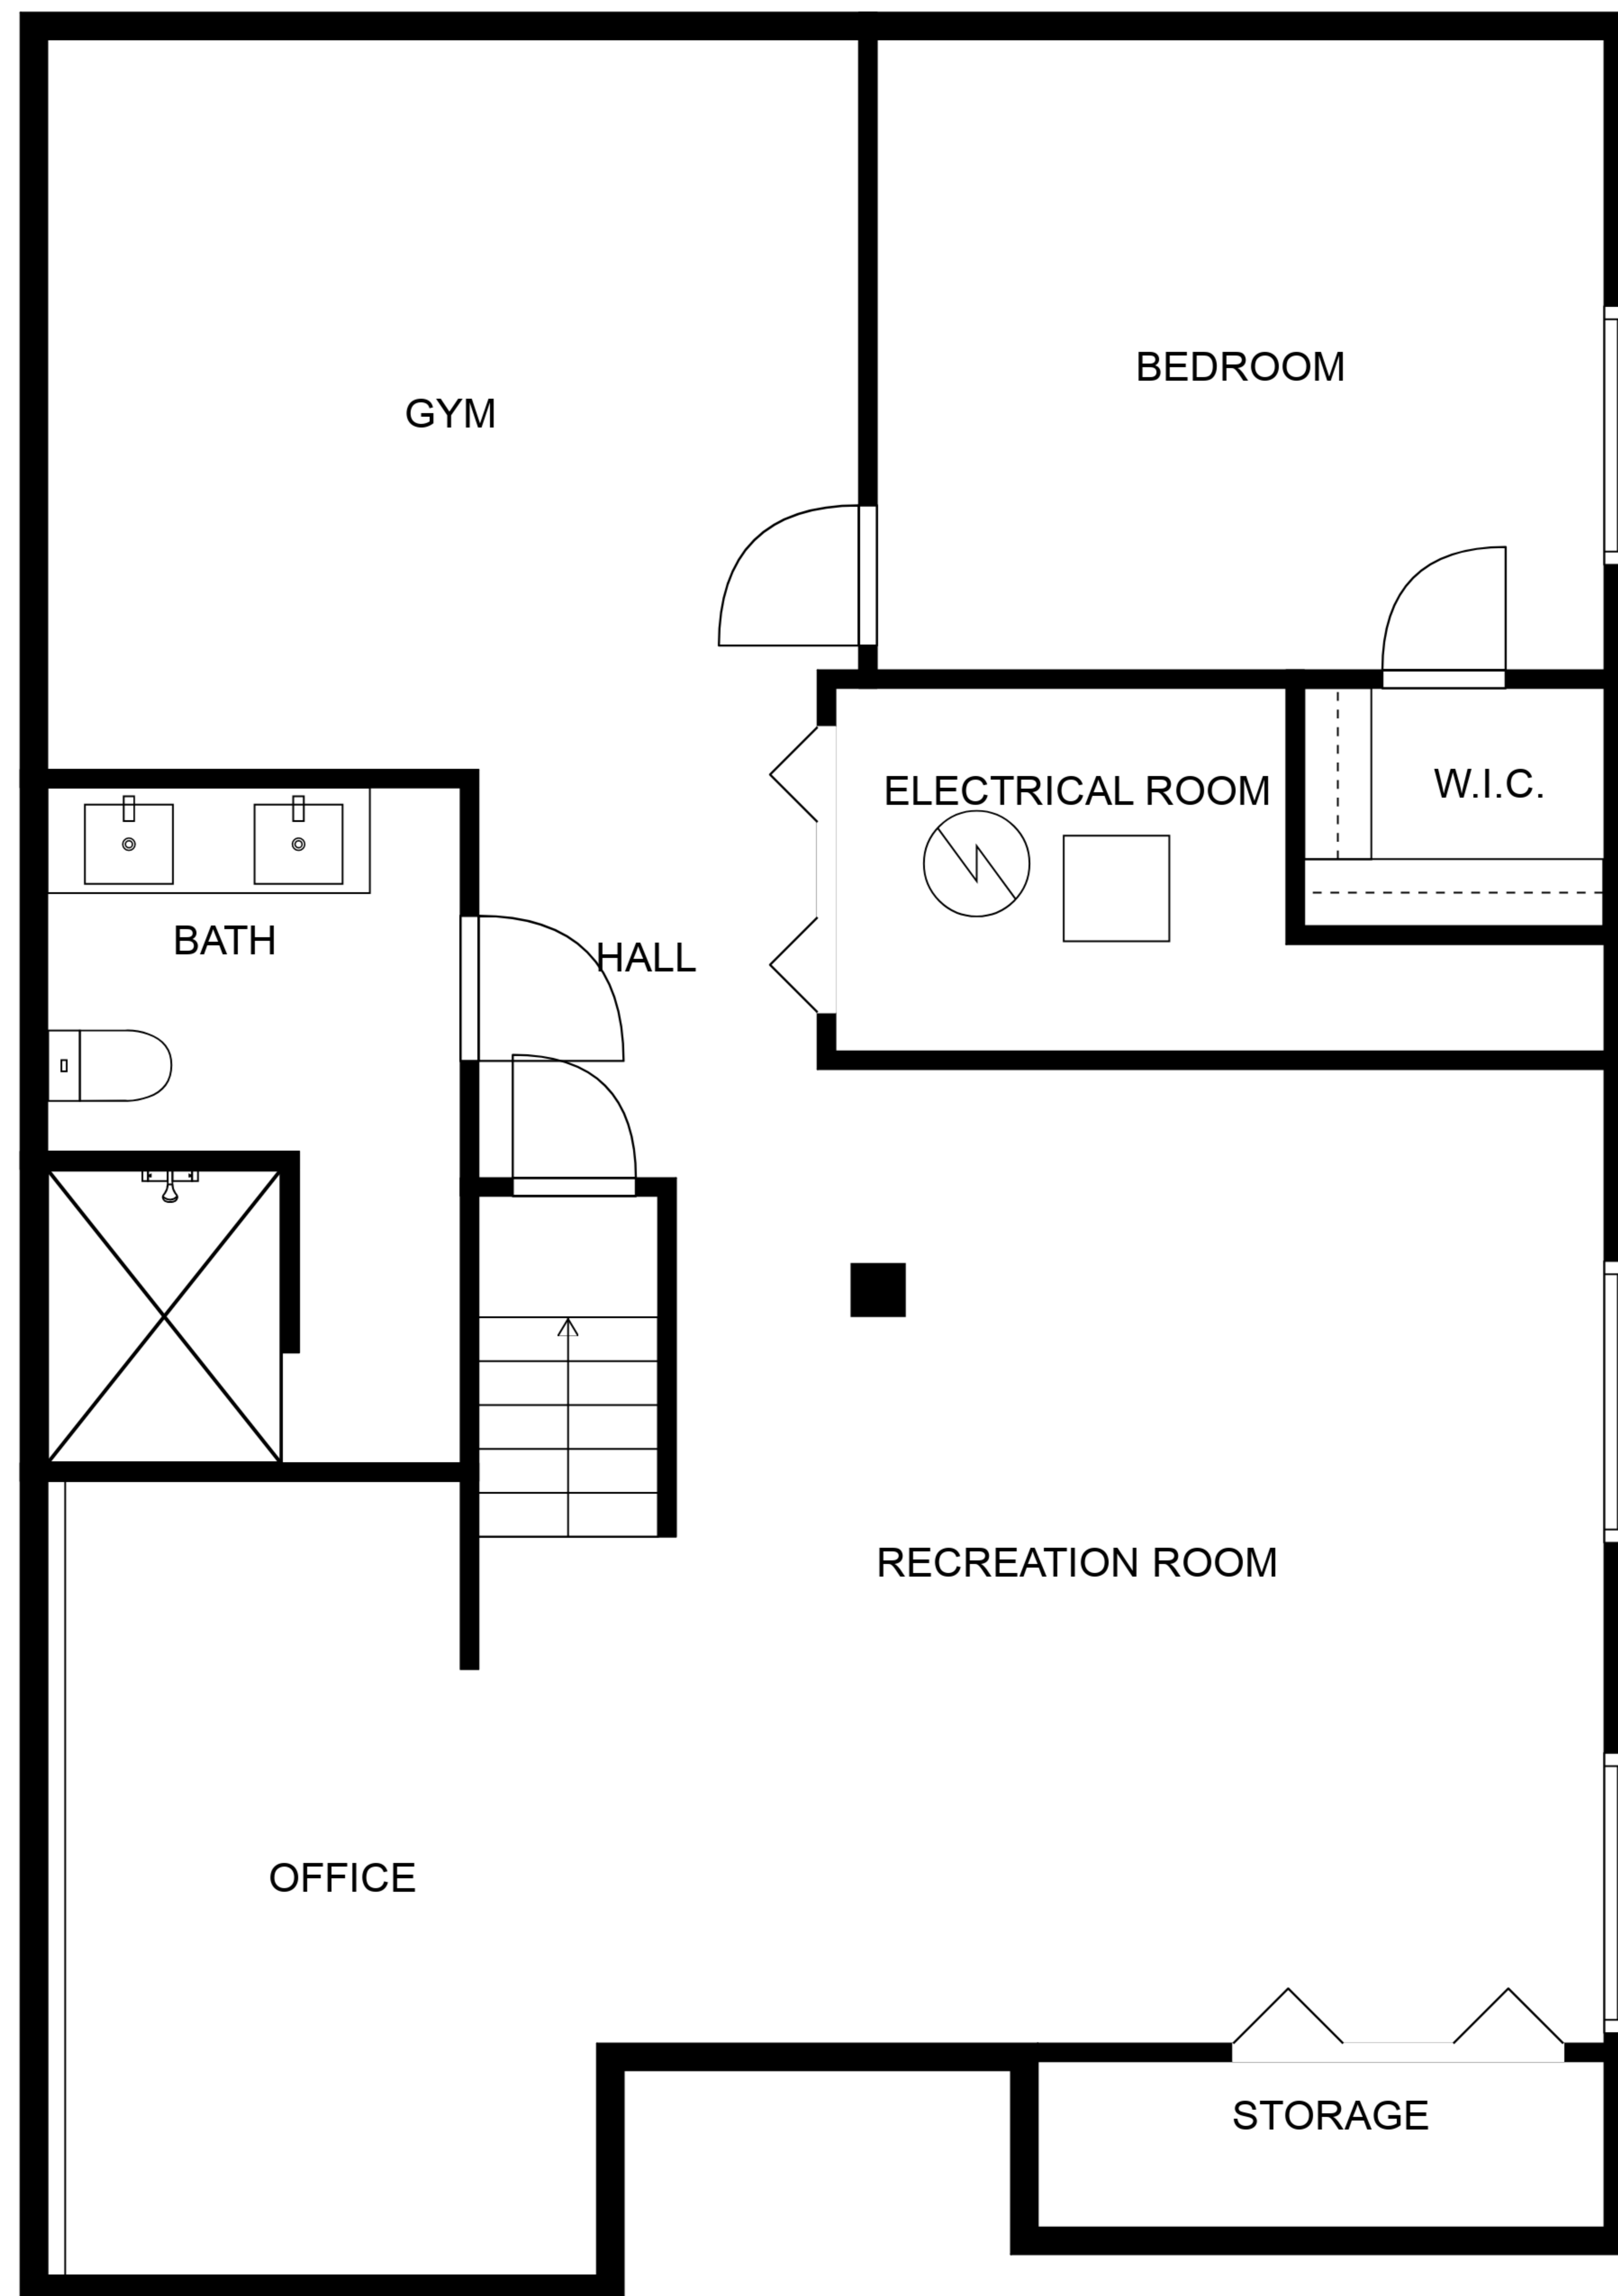 BEDROOM
GYM
ELECTRICAL ROOM
W.I.C.
BATH
HALL
RECREATION ROOM
OFFICE
STORAGE